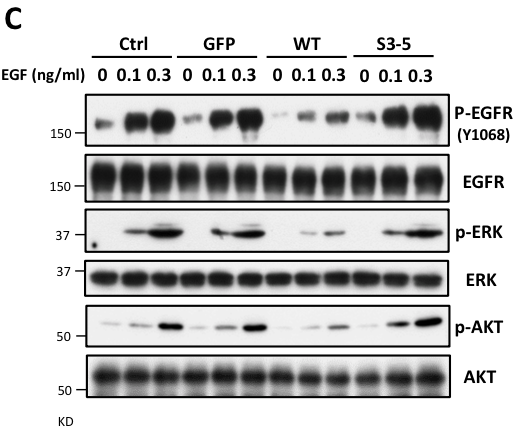 C
Ctrl GFP WT S3-5
EGF (ng/ml) 0 0.1 0.3 0 0.1 0.3 0 0.1 0.3 0 0.1 0.3
P-EGFR
(Y1068)
150
EGFR
150
p-ERK
37
37
ERK
p-AKT
50
AKT
50
KD